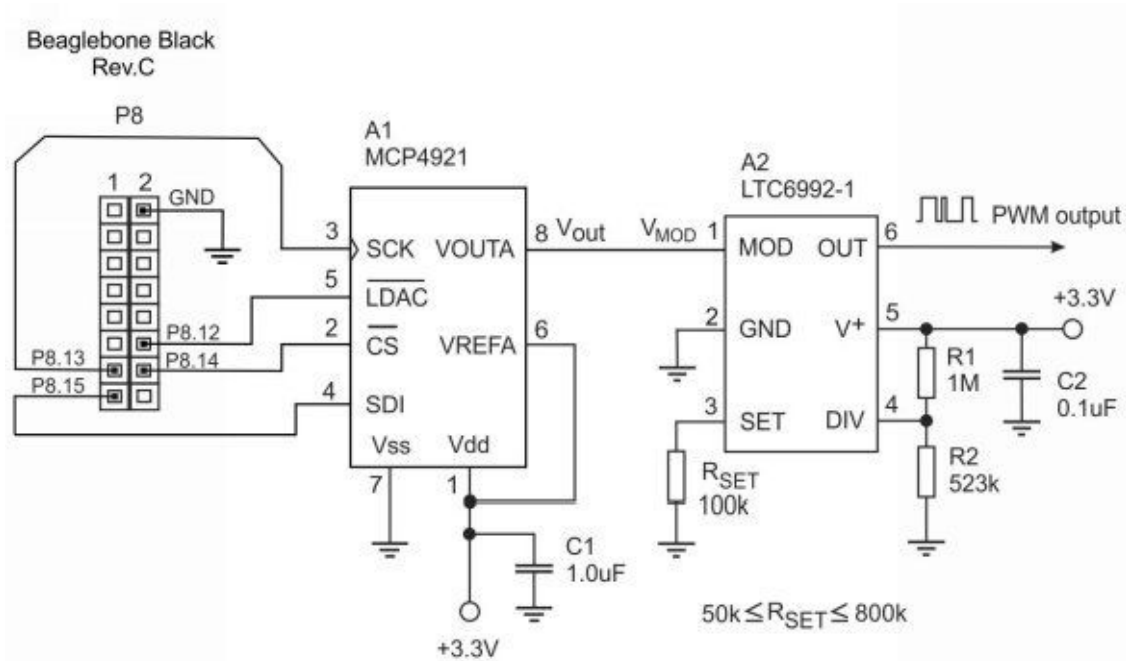 Beaglebone Black
Rev.C
P8
1 2
GND
P8.12
P8.13
P8.14
P8.15
A1
MCP4921
3 SCK
5 LDAC
2 CS
4 SDI
VOUTA 8
VREFA 6
Vss
7
Vdd
1
C1
1.0uF
+3.3V
Vout
VMOD
A2
LTC6992-1
1 MOD
2 GND
3 SET
OUT 6
V+ 5
DIV 4
PWM output
+3.3V
R1
1M
C2
0.1uF
R2
523k
RSET
100k
50k≤RSET≤800k